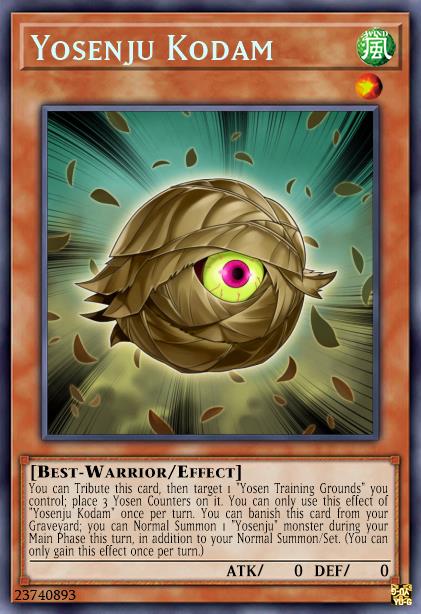 YOSENJU KODAM
WIND
風
[BEST-WARRIOR/EFFECT]
You can Tribute this card, then target 1 "Yosen Training Grounds" you
control; place 3 Yosen Counters on it. You can only use this effect of
"Yosenju Kodam" once per turn. You can banish this card from your
Graveyard; you can Normal Summon 1 "Yosenju" monster during your
Main Phase this turn, in addition to your Normal Summon/Set. (You can
only gain this effect once per turn.)
ATK/ 0 DEF/ 0
23740893